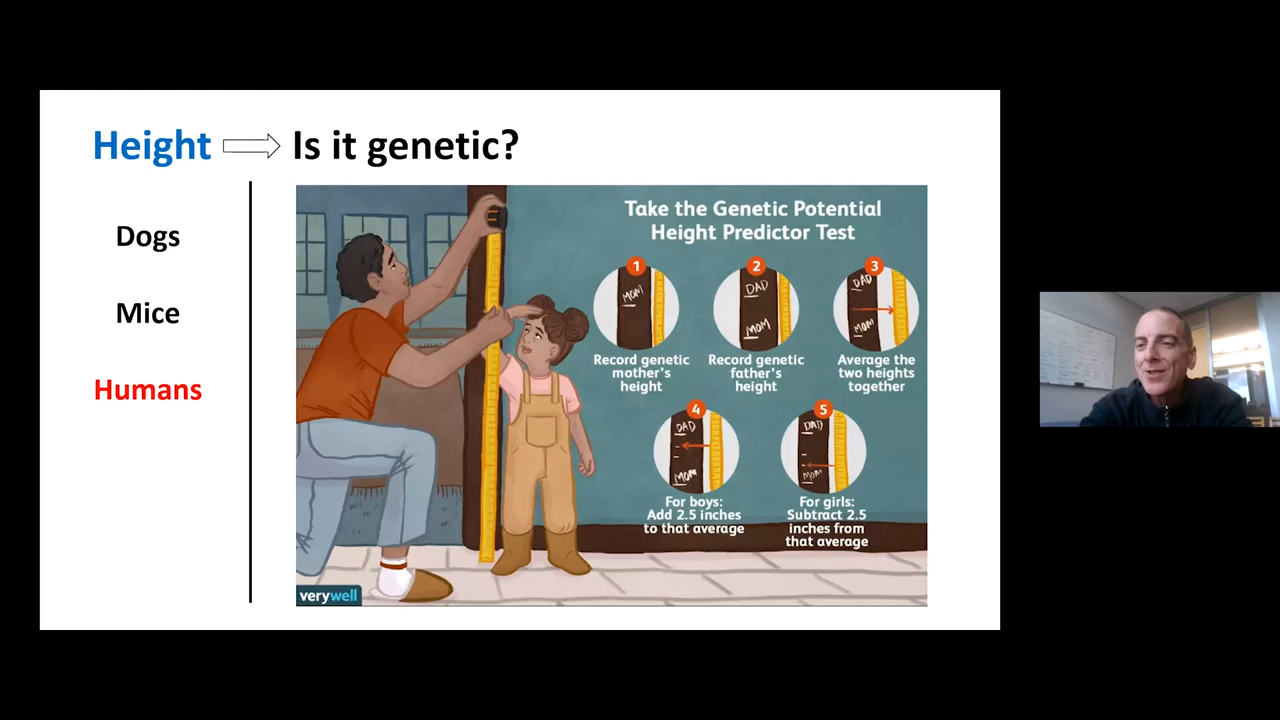 Height Is it genetic?
Dogs
Mice
Humans
Take the Genetic Potential
Height Predictor Test
1
MOM
Record genetic
mother's
height
2
DAD
MOM
Record genetic
father's
height
3
DAD
MOM
Average the
two heights
together
4
DAD
MOM
For boys:
Add 2.5 inches
to that average
5
DAD
MOM
For girls:
Subtract 2.5
inches from
that average
verywell